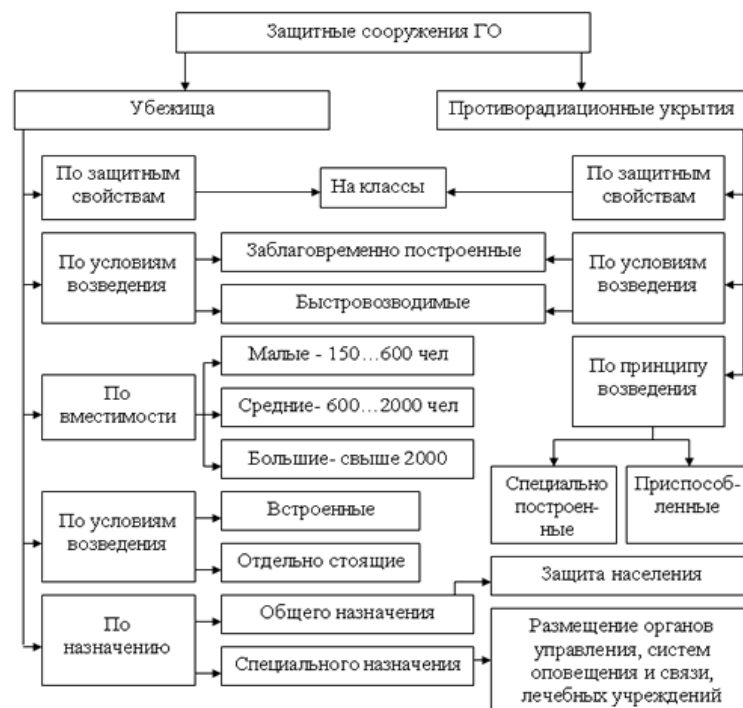 Защитные сооружения ГО
Убежища
Противорадиационные укрытия
По защитным
свойствам
На классы
По защитным
свойствам
По условиям
возведения
Заблаговременно построенные
Быстровозводимые
По условиям
возведения
По
вместимости
Малые - 150...600 чел
Средние- 600...2000 чел
Большие- свыше 2000
По принципу
возведения
Специально
построен-
ные
Приспособ-
ленные
По условиям
возведения
Встроенные
Отдельно стоящие
По
назначению
Общего назначения
Специального назначения
Защита населения
Размещение органов
управления, систем
оповещения и связи,
лечебных учреждений